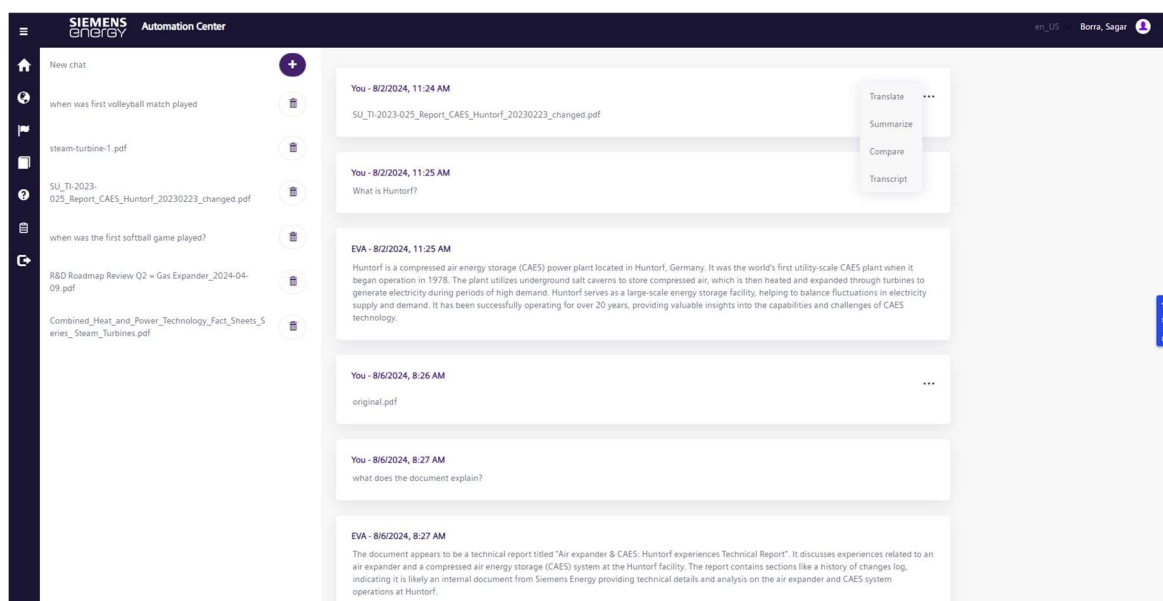 SIEMENS
energy
Automation Center
en_US
Borra, Sagar
New chat
when was first volleyball match played
steam-turbine-1.pdf
SU_TI-2023-
025_Report_CAES_Huntorf_20230223_changed.pdf
when was the first softball game played?
R&D Roadmap Review Q2 = Gas Expander_2024-04-
09.pdf
Combined_Heat_and_Power_Technology_Fact_Sheets_S
eries_ Steam_Turbines.pdf
You - 8/2/2024, 11:24 AM
SU_TI-2023-025_Report_CAES_Huntorf_20230223_changed.pdf
Translate
Summarize
Compare
Transcript
You - 8/2/2024, 11:25 AM
What is Huntorf?
EVA - 8/2/2024, 11:25 AM
Huntorf is a compressed air energy storage (CAES) power plant located in Huntorf, Germany. It was the world's first utility-scale CAES plant when it
began operation in 1978. The plant utilizes underground salt caverns to store compressed air, which is then heated and expanded through turbines to
generate electricity during periods of high demand. Huntorf serves as a large-scale energy storage facility, helping to balance fluctuations in electricity
supply and demand. It has been successfully operating for over 20 years, providing valuable insights into the capabilities and challenges of CAES
technology.
You - 8/6/2024, 8:26 AM
original.pdf
You - 8/6/2024, 8:27 AM
what does the document explain?
EVA - 8/6/2024, 8:27 AM
The document appears to be a technical report titled "Air expander & CAES: Huntorf experiences Technical Report". It discusses experiences related to an
air expander and a compressed air energy storage (CAES) system at the Huntorf facility. The report contains sections like a history of changes log,
indicating it is likely an internal document from Siemens Energy providing technical details and analysis on the air expander and CAES system
operations at Huntorf.